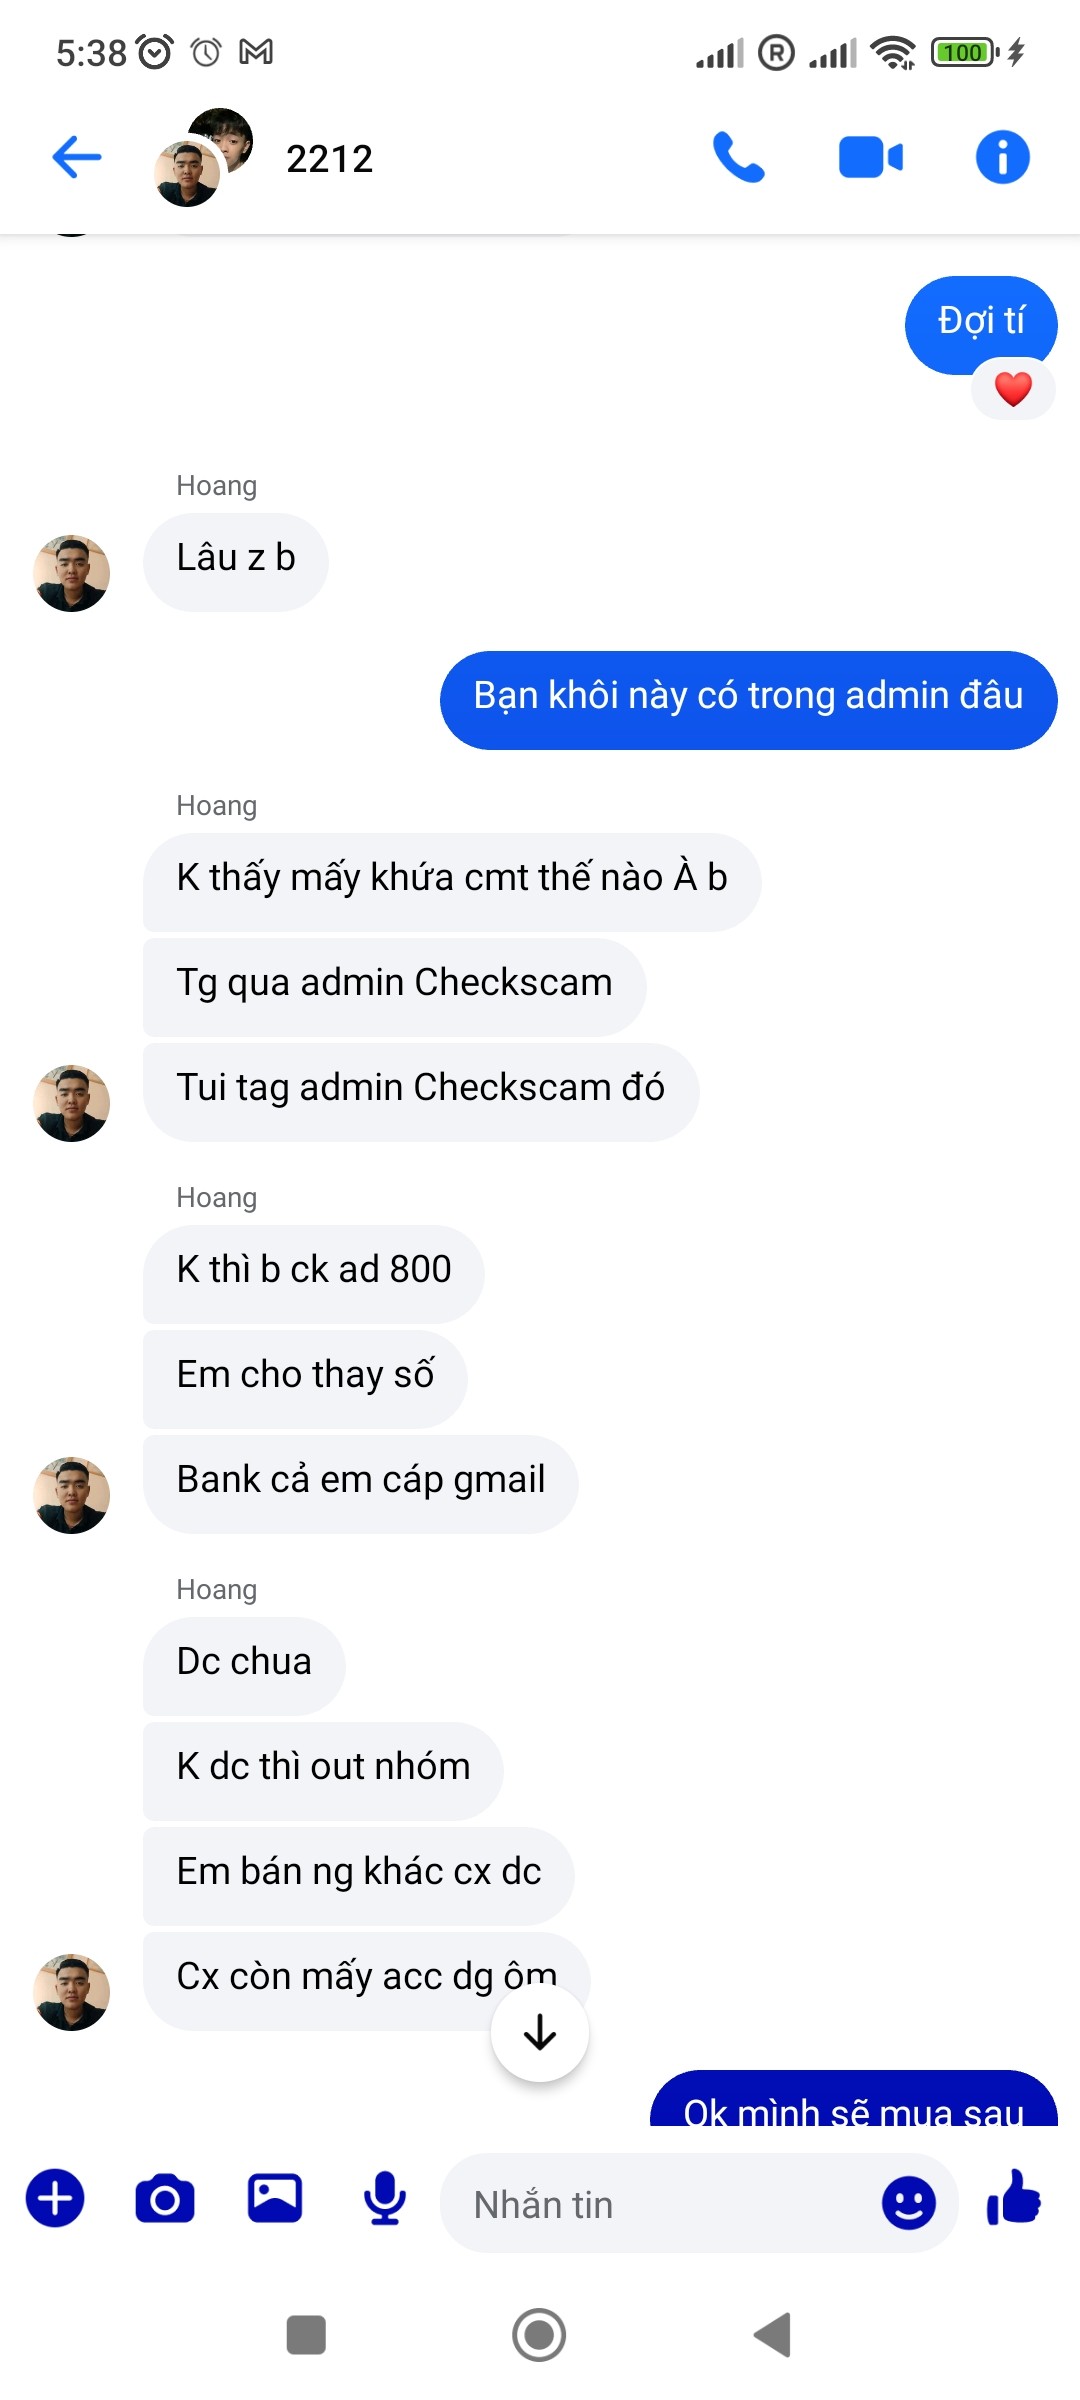 5:38
100
2212
Đợi tí
Hoang
Lâu z b
Bạn khôi này có trong admin đâu
Hoang
K thấy mấy khứa cmt thế nào À b
Tg qua admin Checkscam
Tui tag admin Checkscam đó
Hoang
K thì b ck ad 800
Em cho thay số
Bank cả em cáp gmail
Hoang
Dc chua
K dc thì out nhóm
Em bán ng khác cx dc
Cx còn mấy acc dg ôm
Ok mình sẽ mua sau
Nhắn tin